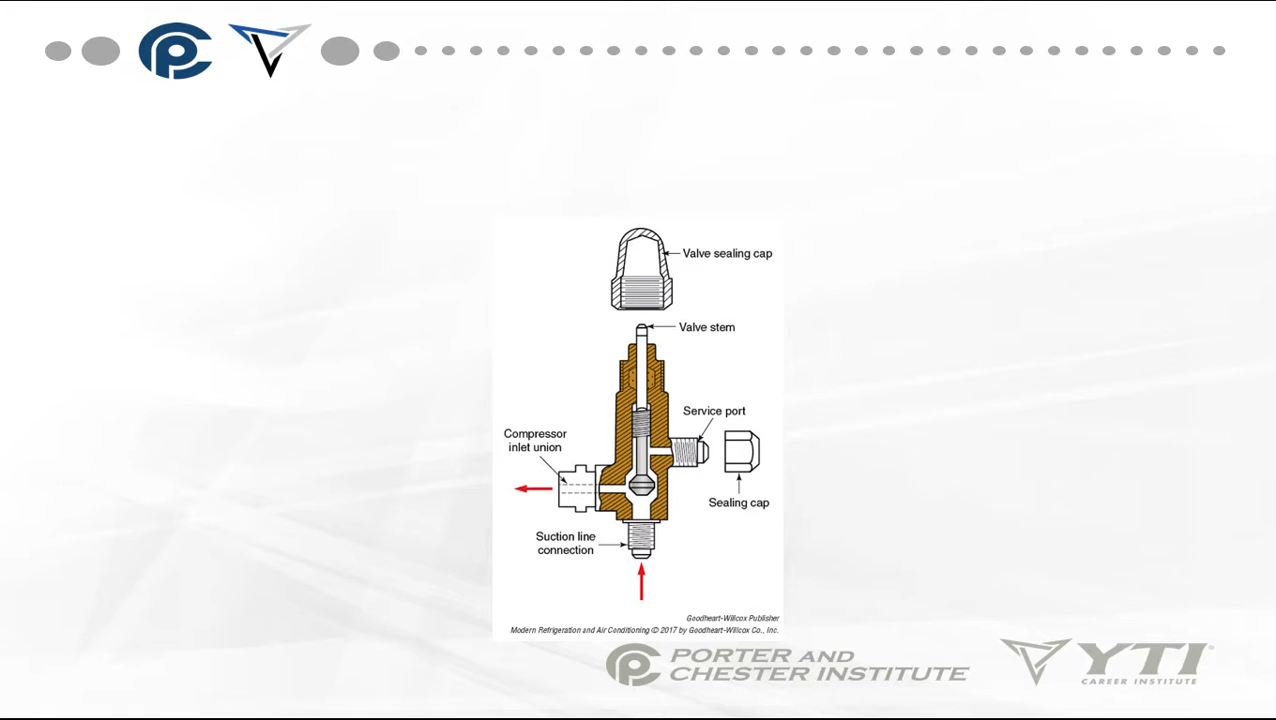 Valve sealing cap
Valve stem
Service port
Compressor
inlet union
Sealing cap
Suction line
connection
Goodheart-Willcox Publisher
Modern Refrigeration and Air Conditioning © 2017 by Goodheart-Willcox Co., Inc.
PORTER AND
CHESTER INSTITUTE
YTI
CAREER INSTITUTE